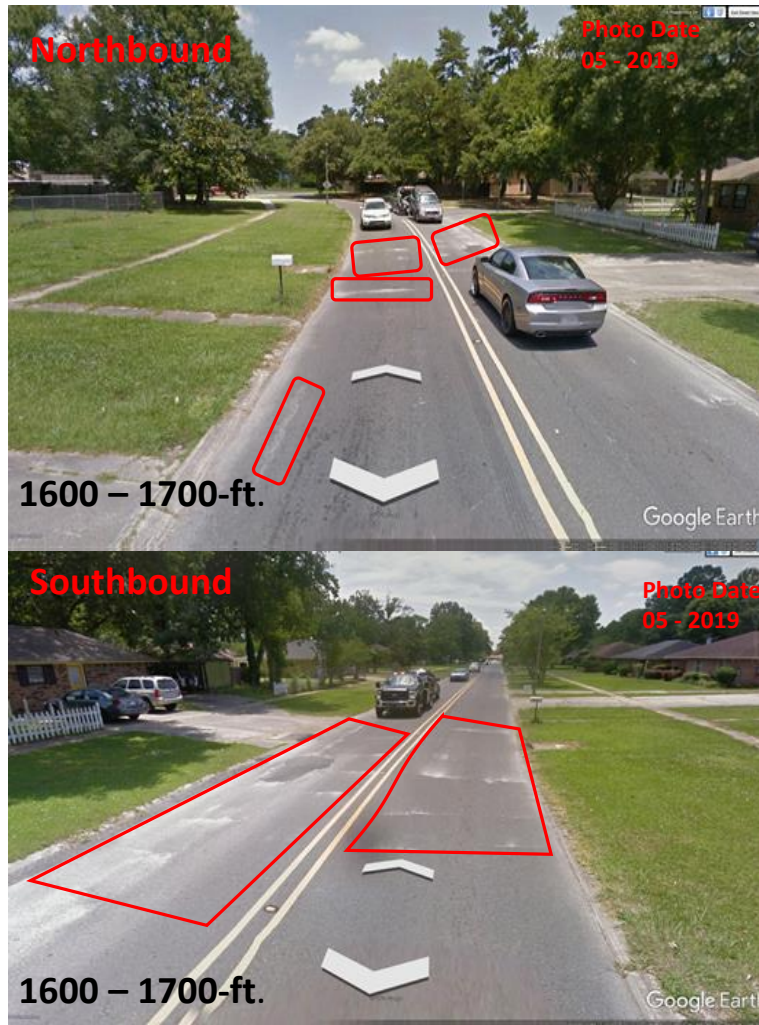 Northbound
Photo Date
05 - 2019
1600 – 1700-ft.
Google Earth
Southbound
Photo Date
05 - 2019
1600 – 1700-ft.
Google Earth